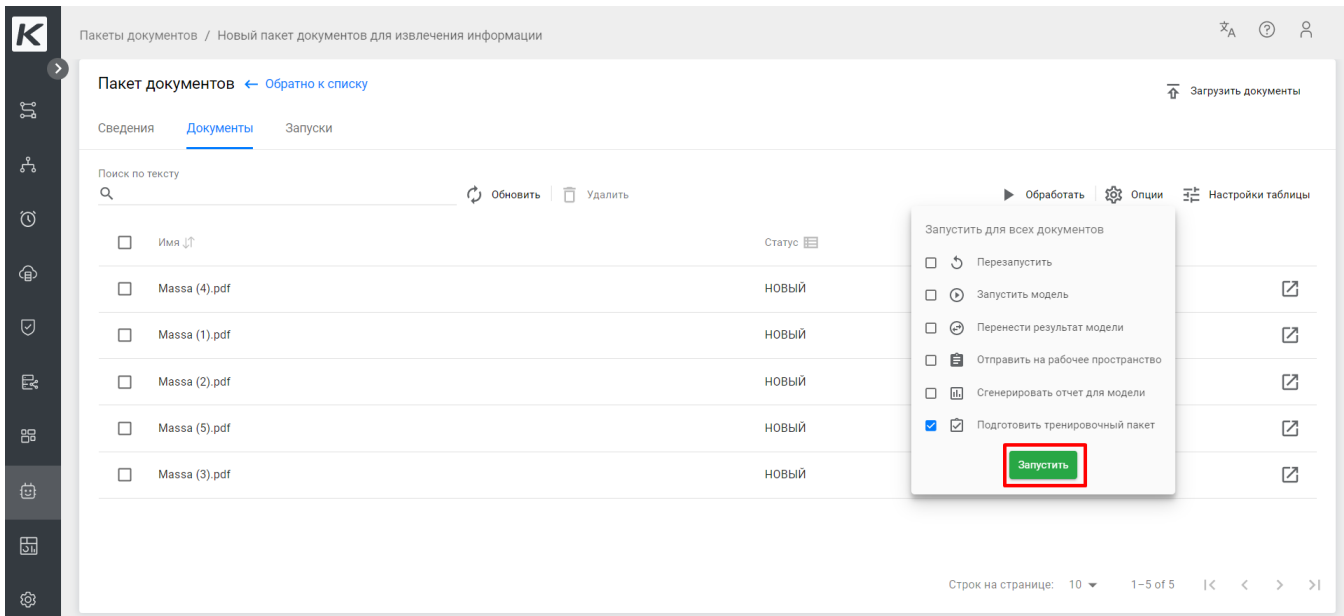 K
Пакеты документов / Новый пакет документов для извлечения информации
Пакет документов ← Обратно к списку
Загрузить документы
Сведения Документы Запуски
Поиск по тексту
Обновить Удалить Обработать Опции Настройки таблицы
Имя Статус
Запустить для всех документов
Перезапустить
Massa (4).pdf НОВЫЙ
Запустить модель
Massa (1).pdf НОВЫЙ
Перенести результат модели
Отправить на рабочее пространство
Massa (2).pdf НОВЫЙ
Сгенерировать отчет для модели
Massa (5).pdf НОВЫЙ
Подготовить тренировочный пакет
Запустить
Massa (3).pdf НОВЫЙ
Строк на странице: 10 1–5 of 5